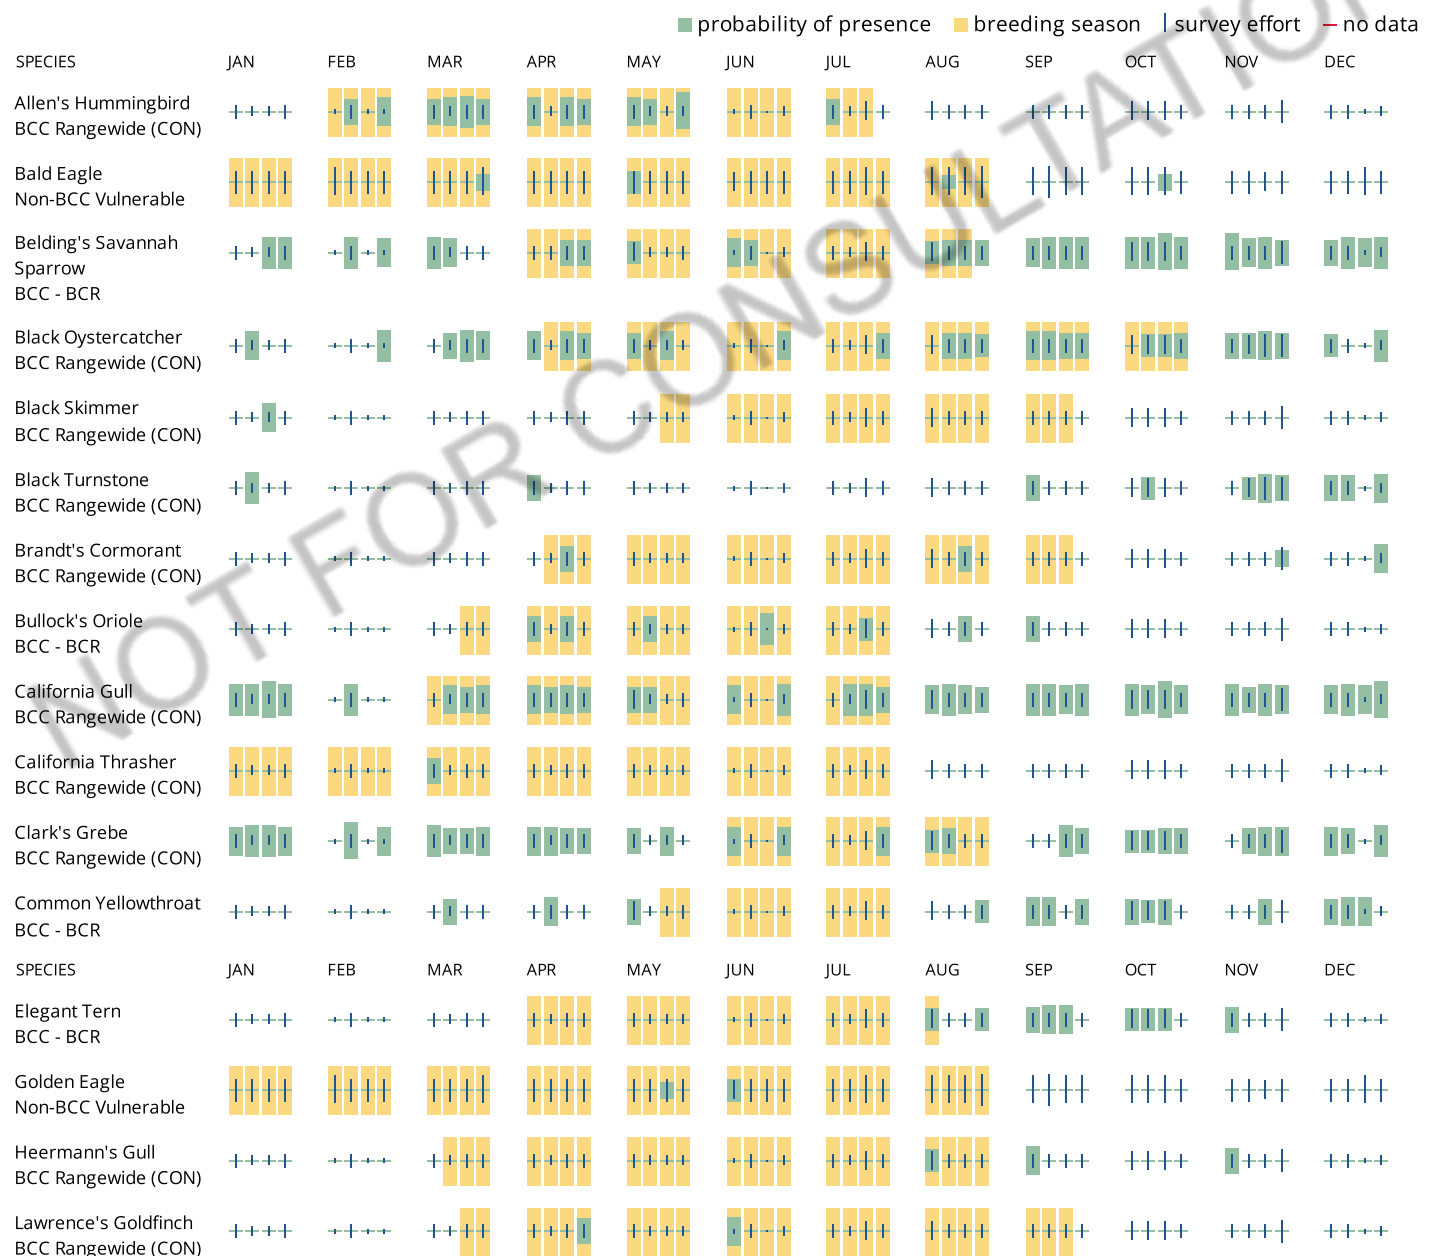 probability of presence breeding season survey effort no data
SPECIES JAN FEB MAR APR MAY JUN JUL AUG SEP OCT NOV DEC
Allen's Hummingbird
BCC Rangewide (CON)
Bald Eagle
Non-BCC Vulnerable
Belding's Savannah
Sparrow
BCC - BCR
Black Oystercatcher
BCC Rangewide (CON)
Black Skimmer
BCC Rangewide (CON)
Black Turnstone
BCC Rangewide (CON)
Brandt's Cormorant
BCC Rangewide (CON)
Bullock's Oriole
BCC - BCR
California Gull
BCC Rangewide (CON)
California Thrasher
BCC Rangewide (CON)
Clark's Grebe
BCC Rangewide (CON)
Common Yellowthroat
BCC - BCR
SPECIES JAN FEB MAR APR MAY JUN JUL AUG SEP OCT NOV DEC
Elegant Tern
BCC - BCR
Golden Eagle
Non-BCC Vulnerable
Heermann's Gull
BCC Rangewide (CON)
Lawrence's Goldfinch
BCC Rangewide (CON)
NOT FOR CONSULTATION